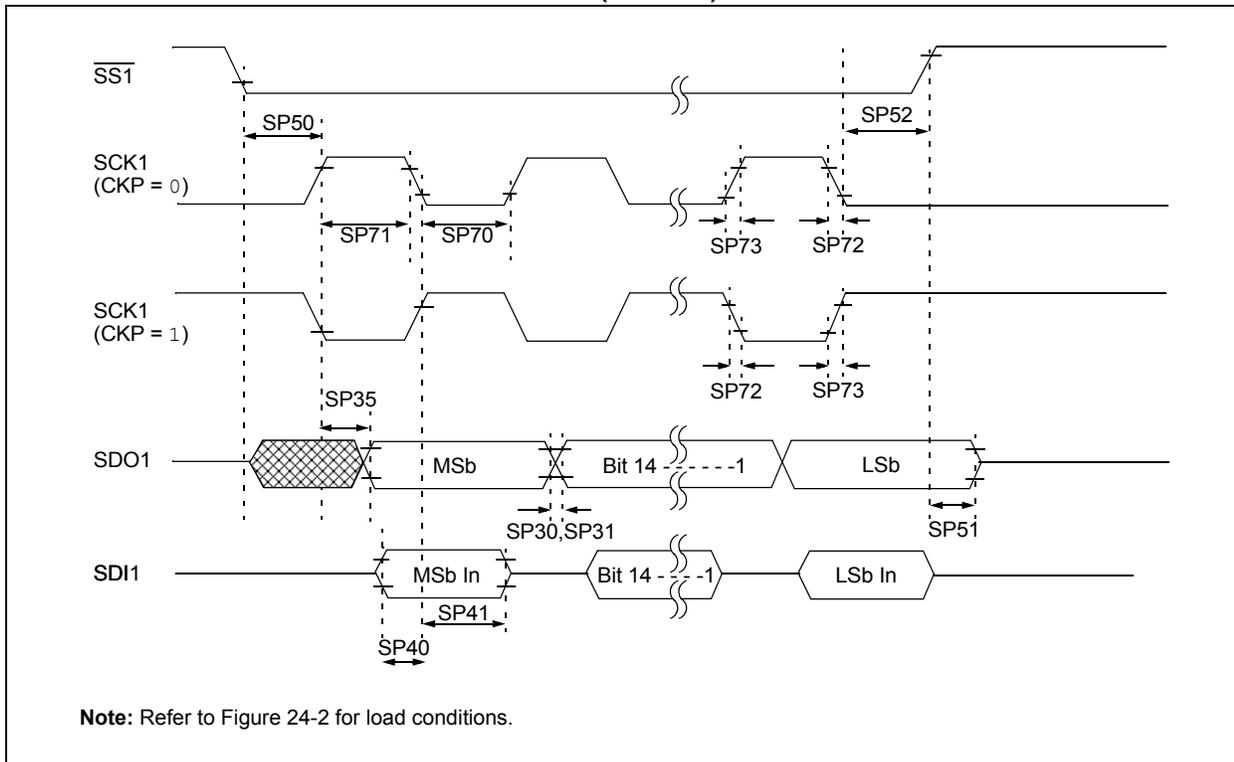 SS1
SP50
SP52
SCK1
(CKP = 0)
SP71
SP70
SP73
SP72
SCK1
(CKP = 1)
SP72
SP73
SP35
SDO1
MSb
Bit 14 - - - - - -1
LSb
SP30,SP31
SP51
SDI1
MSb In
Bit 14 - - - -1
LSb In
SP41
SP40
Note: Refer to Figure 24-2 for load conditions.